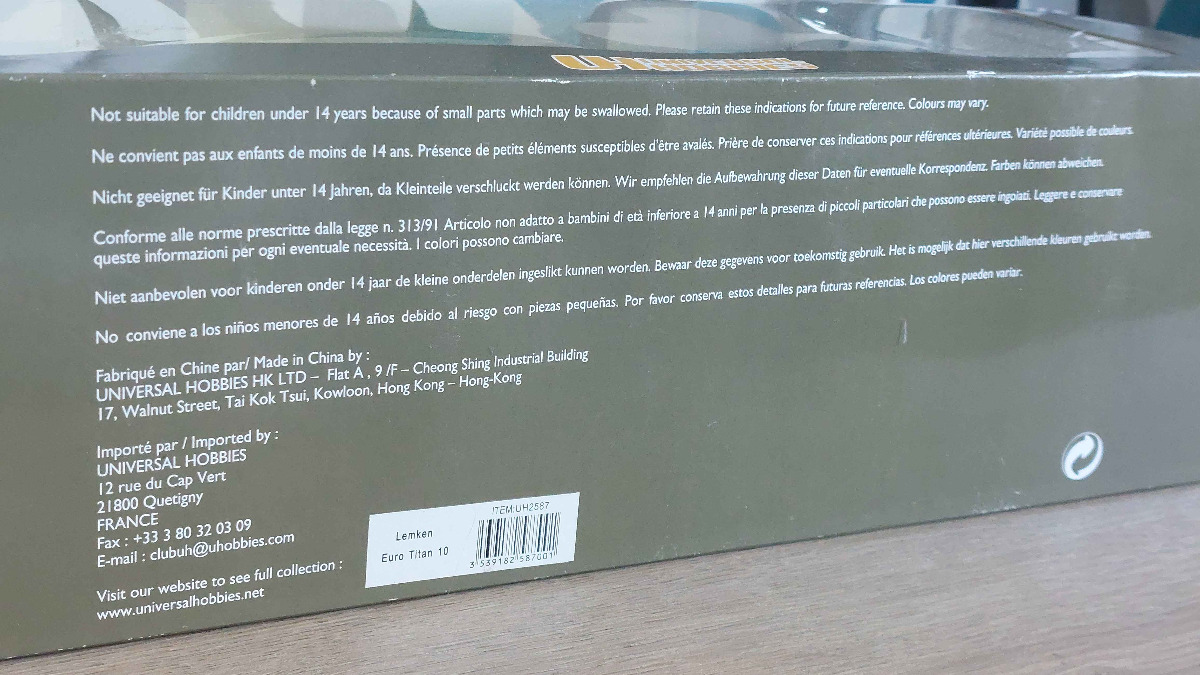 UH
Not suitable for children under 14 years because of small parts which may be swallowed. Please retain these indications for future reference. Colours may vary.
Ne convient pas aux enfants de moins de 14 ans. Présence de petits éléments susceptibles d'être avalés. Prière de conserver ces indications pour références ultérieures. Variété possible de couleurs.
Nicht geeignet für Kinder unter 14 Jahren, da Kleinteile verschluckt werden können. Wir empfehlen die Aufbewahrung dieser Daten für eventuelle Korrespondenz. Farben können abweichen.
Conforme alle norme prescritte dalla legge n. 313/91 Articolo non adatto a bambini di età inferiore a 14 anni per la presenza di piccoli particolari che possono essere ingoiati. Leggere e conservare
queste informazioni per ogni eventuale necessità. I colori possono cambiare.
Niet aanbevolen voor kinderen onder 14 jaar de kleine onderdelen ingeslikt kunnen worden. Bewaar deze gegevens voor toekomstig gebruik. Het is mogelijk dat hier verschillende kleuren gebruikt worden.
No conviene a los niños menores de 14 años debido al riesgo con piezas pequeñas. Por favor conserva estos detalles para futuras referencias. Los colores pueden variar.
Fabriqué en Chine par/ Made in China by :
UNIVERSAL HOBBIES HK LTD – Flat A , 9 /F – Cheong Shing Industrial Building
17, Walnut Street, Tai Kok Tsui, Kowloon, Hong Kong – Hong-Kong
Importé par / Imported by :
UNIVERSAL HOBBIES
12 rue du Cap Vert
21800 Quetigny
FRANCE
Fax : +33 3 80 32 03 09
E-mail : clubuh@uhobbies.com
Visit our website to see full collection :
www.universalhobbies.net
Lemken
Euro Titan 10
ITEM:UH2587
3 539182 587001